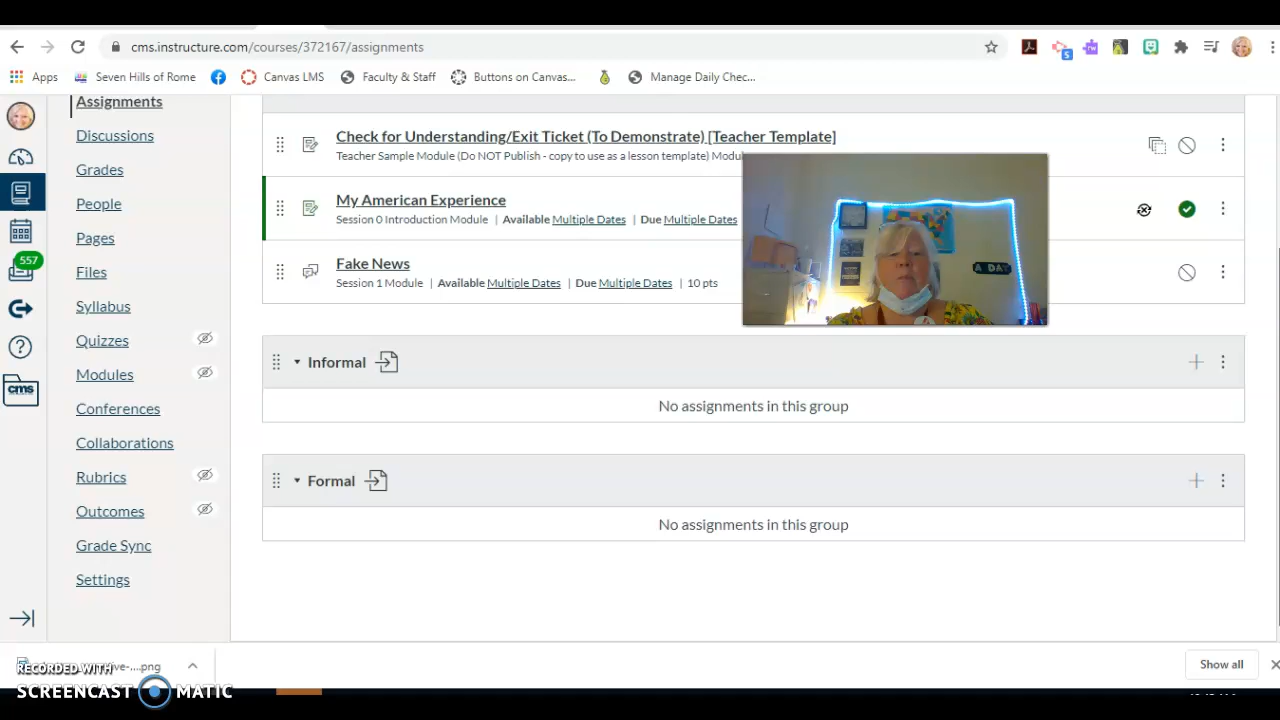 cms.instructure.com/courses/372167/assignments
5
Apps
Seven Hills of Rome
Canvas LMS
Faculty & Staff
Buttons on Canvas...
Manage Daily Chec...
Assignments
Discussions
Grades
People
Pages
557
Files
Syllabus
Quizzes
Modules
cms
Conferences
Collaborations
Rubrics
Outcomes
Grade Sync
Settings
Check for Understanding/Exit Ticket (To Demonstrate) [Teacher Template]
Teacher Sample Module (Do NOT Publish - copy to use as a lesson template)
My American Experience
Session 0 Introduction Module | Available Multiple Dates | Due Multiple Dates
Fake News
Session 1 Module | Available Multiple Dates | Due Multiple Dates | 10 pts
A DAY
Informal
No assignments in this group
Formal
No assignments in this group
Show all
RECORDED WITH
SCREENCAST MATIC